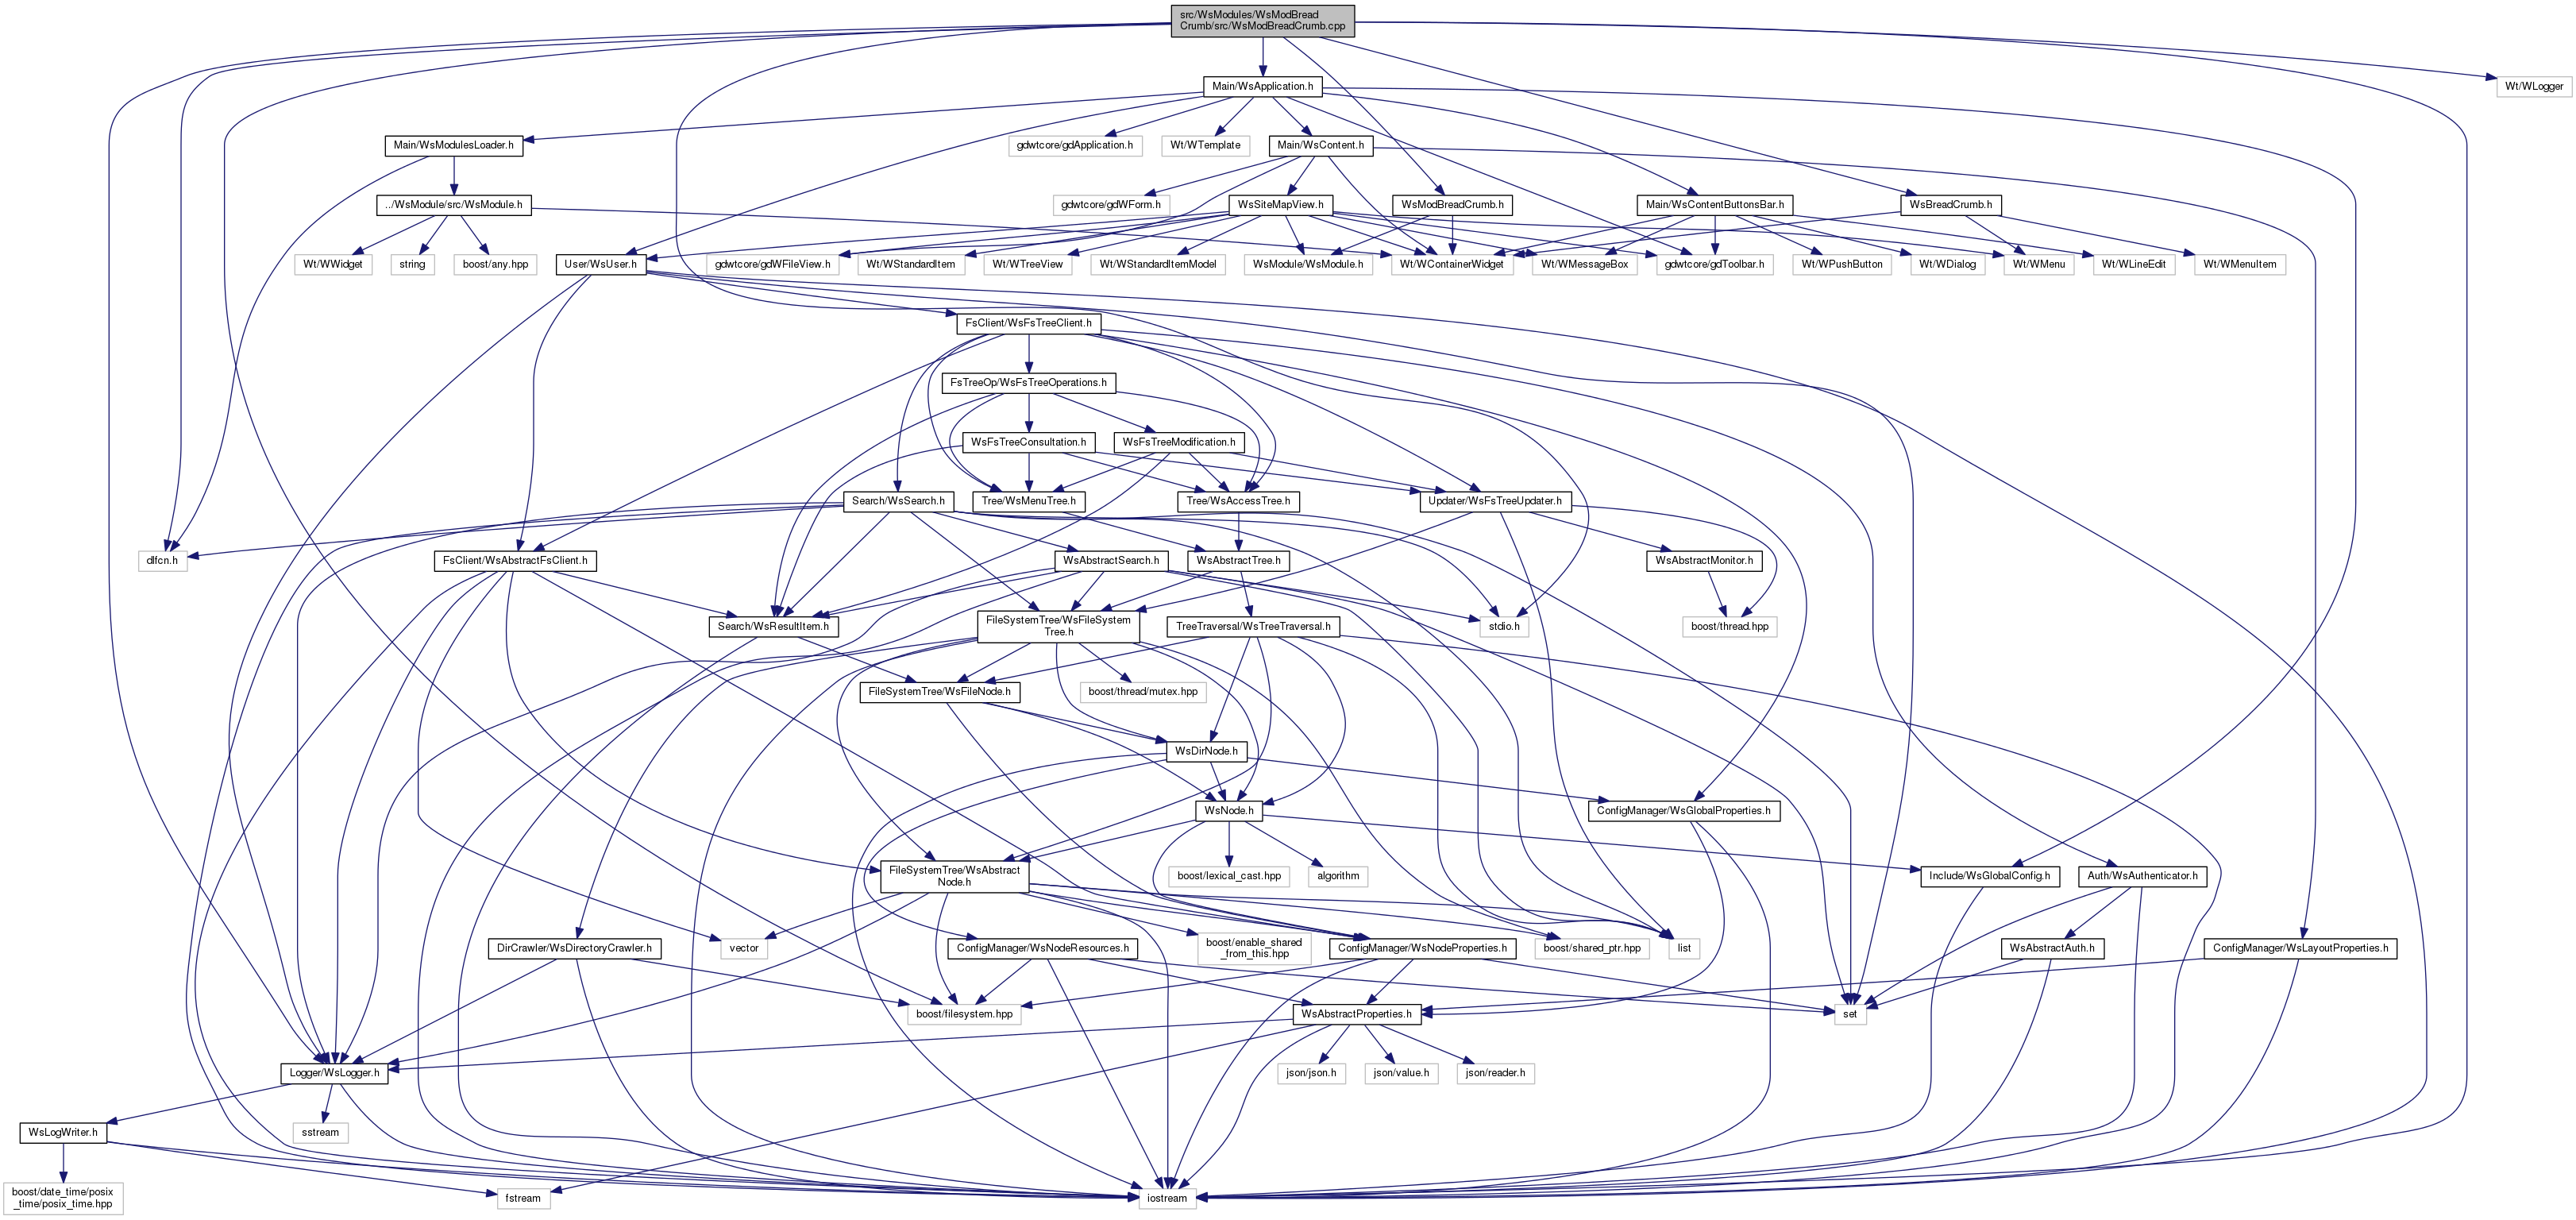 src/WsModules/WsModBread
Crumb/src/WsModBreadCrumb.cpp
Main/WsApplication.h
Wt/WLogger
Main/WsModulesLoader.h
gdwtcore/gdApplication.h
Wt/WTemplate
Main/WsContent.h
../WsModule/src/WsModule.h
gdwtcore/gdWForm.h
WsSiteMapView.h
WsModBreadCrumb.h
Main/WsContentButtonsBar.h
WsBreadCrumb.h
Wt/WWidget
string
boost/any.hpp
User/WsUser.h
gdwtcore/gdWFileView.h
Wt/WStandardItem
Wt/WTreeView
Wt/WStandardItemModel
WsModule/WsModule.h
Wt/WContainerWidget
Wt/WMessageBox
gdwtcore/gdToolbar.h
Wt/WPushButton
Wt/WDialog
Wt/WMenu
Wt/WLineEdit
Wt/WMenuItem
FsClient/WsFsTreeClient.h
FsTreeOp/WsFsTreeOperations.h
WsFsTreeConsultation.h
WsFsTreeModification.h
Search/WsSearch.h
Tree/WsMenuTree.h
Tree/WsAccessTree.h
Updater/WsFsTreeUpdater.h
dlfcn.h
FsClient/WsAbstractFsClient.h
WsAbstractSearch.h
WsAbstractTree.h
WsAbstractMonitor.h
Search/WsResultItem.h
FileSystemTree/WsFileSystem
Tree.h
TreeTraversal/WsTreeTraversal.h
stdio.h
boost/thread.hpp
FileSystemTree/WsFileNode.h
boost/thread/mutex.hpp
WsDirNode.h
WsNode.h
ConfigManager/WsGlobalProperties.h
FileSystemTree/WsAbstract
Node.h
boost/lexical_cast.hpp
algorithm
Include/WsGlobalConfig.h
Auth/WsAuthenticator.h
DirCrawler/WsDirectoryCrawler.h
vector
ConfigManager/WsNodeResources.h
boost/enable_shared
_from_this.hpp
ConfigManager/WsNodeProperties.h
boost/shared_ptr.hpp
list
WsAbstractAuth.h
ConfigManager/WsLayoutProperties.h
boost/filesystem.hpp
WsAbstractProperties.h
set
Logger/WsLogger.h
json/json.h
json/value.h
json/reader.h
WsLogWriter.h
sstream
boost/date_time/posix
_time/posix_time.hpp
fstream
iostream